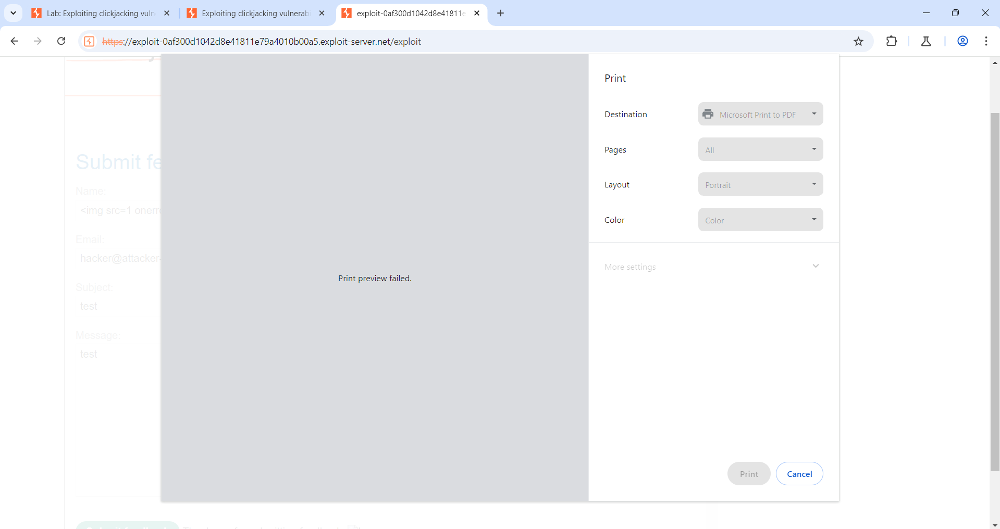 Lab: Exploiting clickjacking vuln
Exploiting clickjacking vulnerab
exploit-0af300d1042d8e41811e
https://exploit-0af300d1042d8e41811e79a4010b00a5.exploit-server.net/exploit
Print
Destination
Microsoft Print to PDF
Pages
All
Layout
Portrait
Color
Color
More settings
Print preview failed.
Print
Cancel
Submit fe
Name:
<img src=1 onerr
Email:
hacker@attacker-
Subject:
test
Message:
test